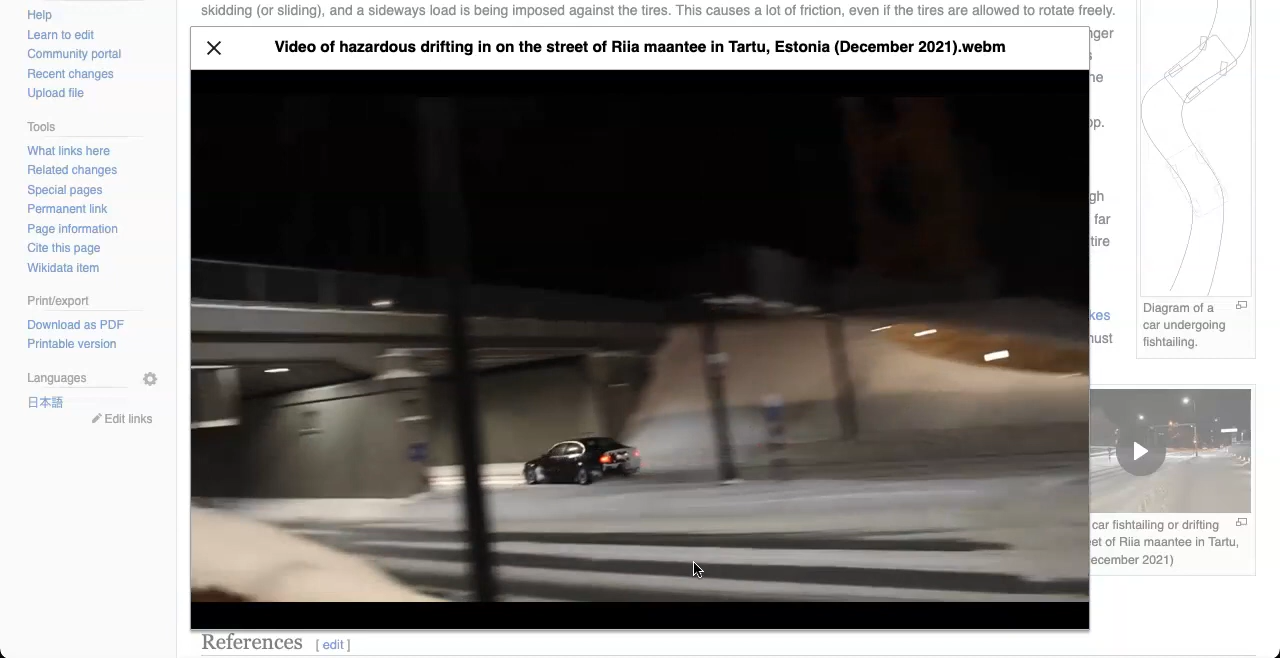 Help
Learn to edit
Community portal
Recent changes
Upload file
Tools
What links here
Related changes
Special pages
Permanent link
Page information
Cite this page
Wikidata item
Print/export
Download as PDF
Printable version
Languages
日本語
Edit links
skidding (or sliding), and a sideways load is being imposed against the tires. This causes a lot of friction, even if the tires are allowed to rotate freely.
Video of hazardous drifting in on the street of Riia maantee in Tartu, Estonia (December 2021).webm
far
Diagram of a
car undergoing
fishtailing.
car fishtailing or drifting
of Riia maantee in Tartu,
2021)
References [ edit ]